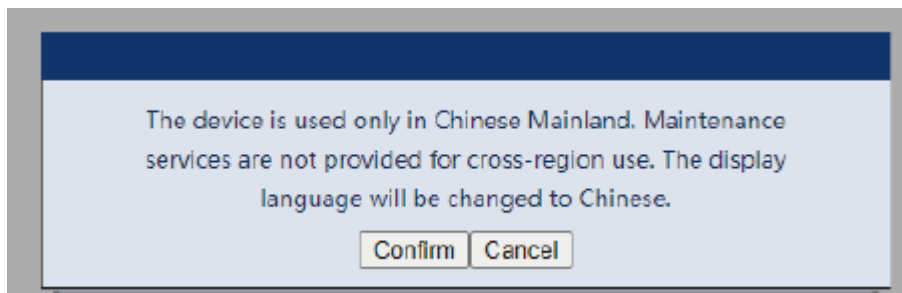 The device is used only in Chinese Mainland. Maintenance
services are not provided for cross-region use. The display
language will be changed to Chinese.
Confirm Cancel